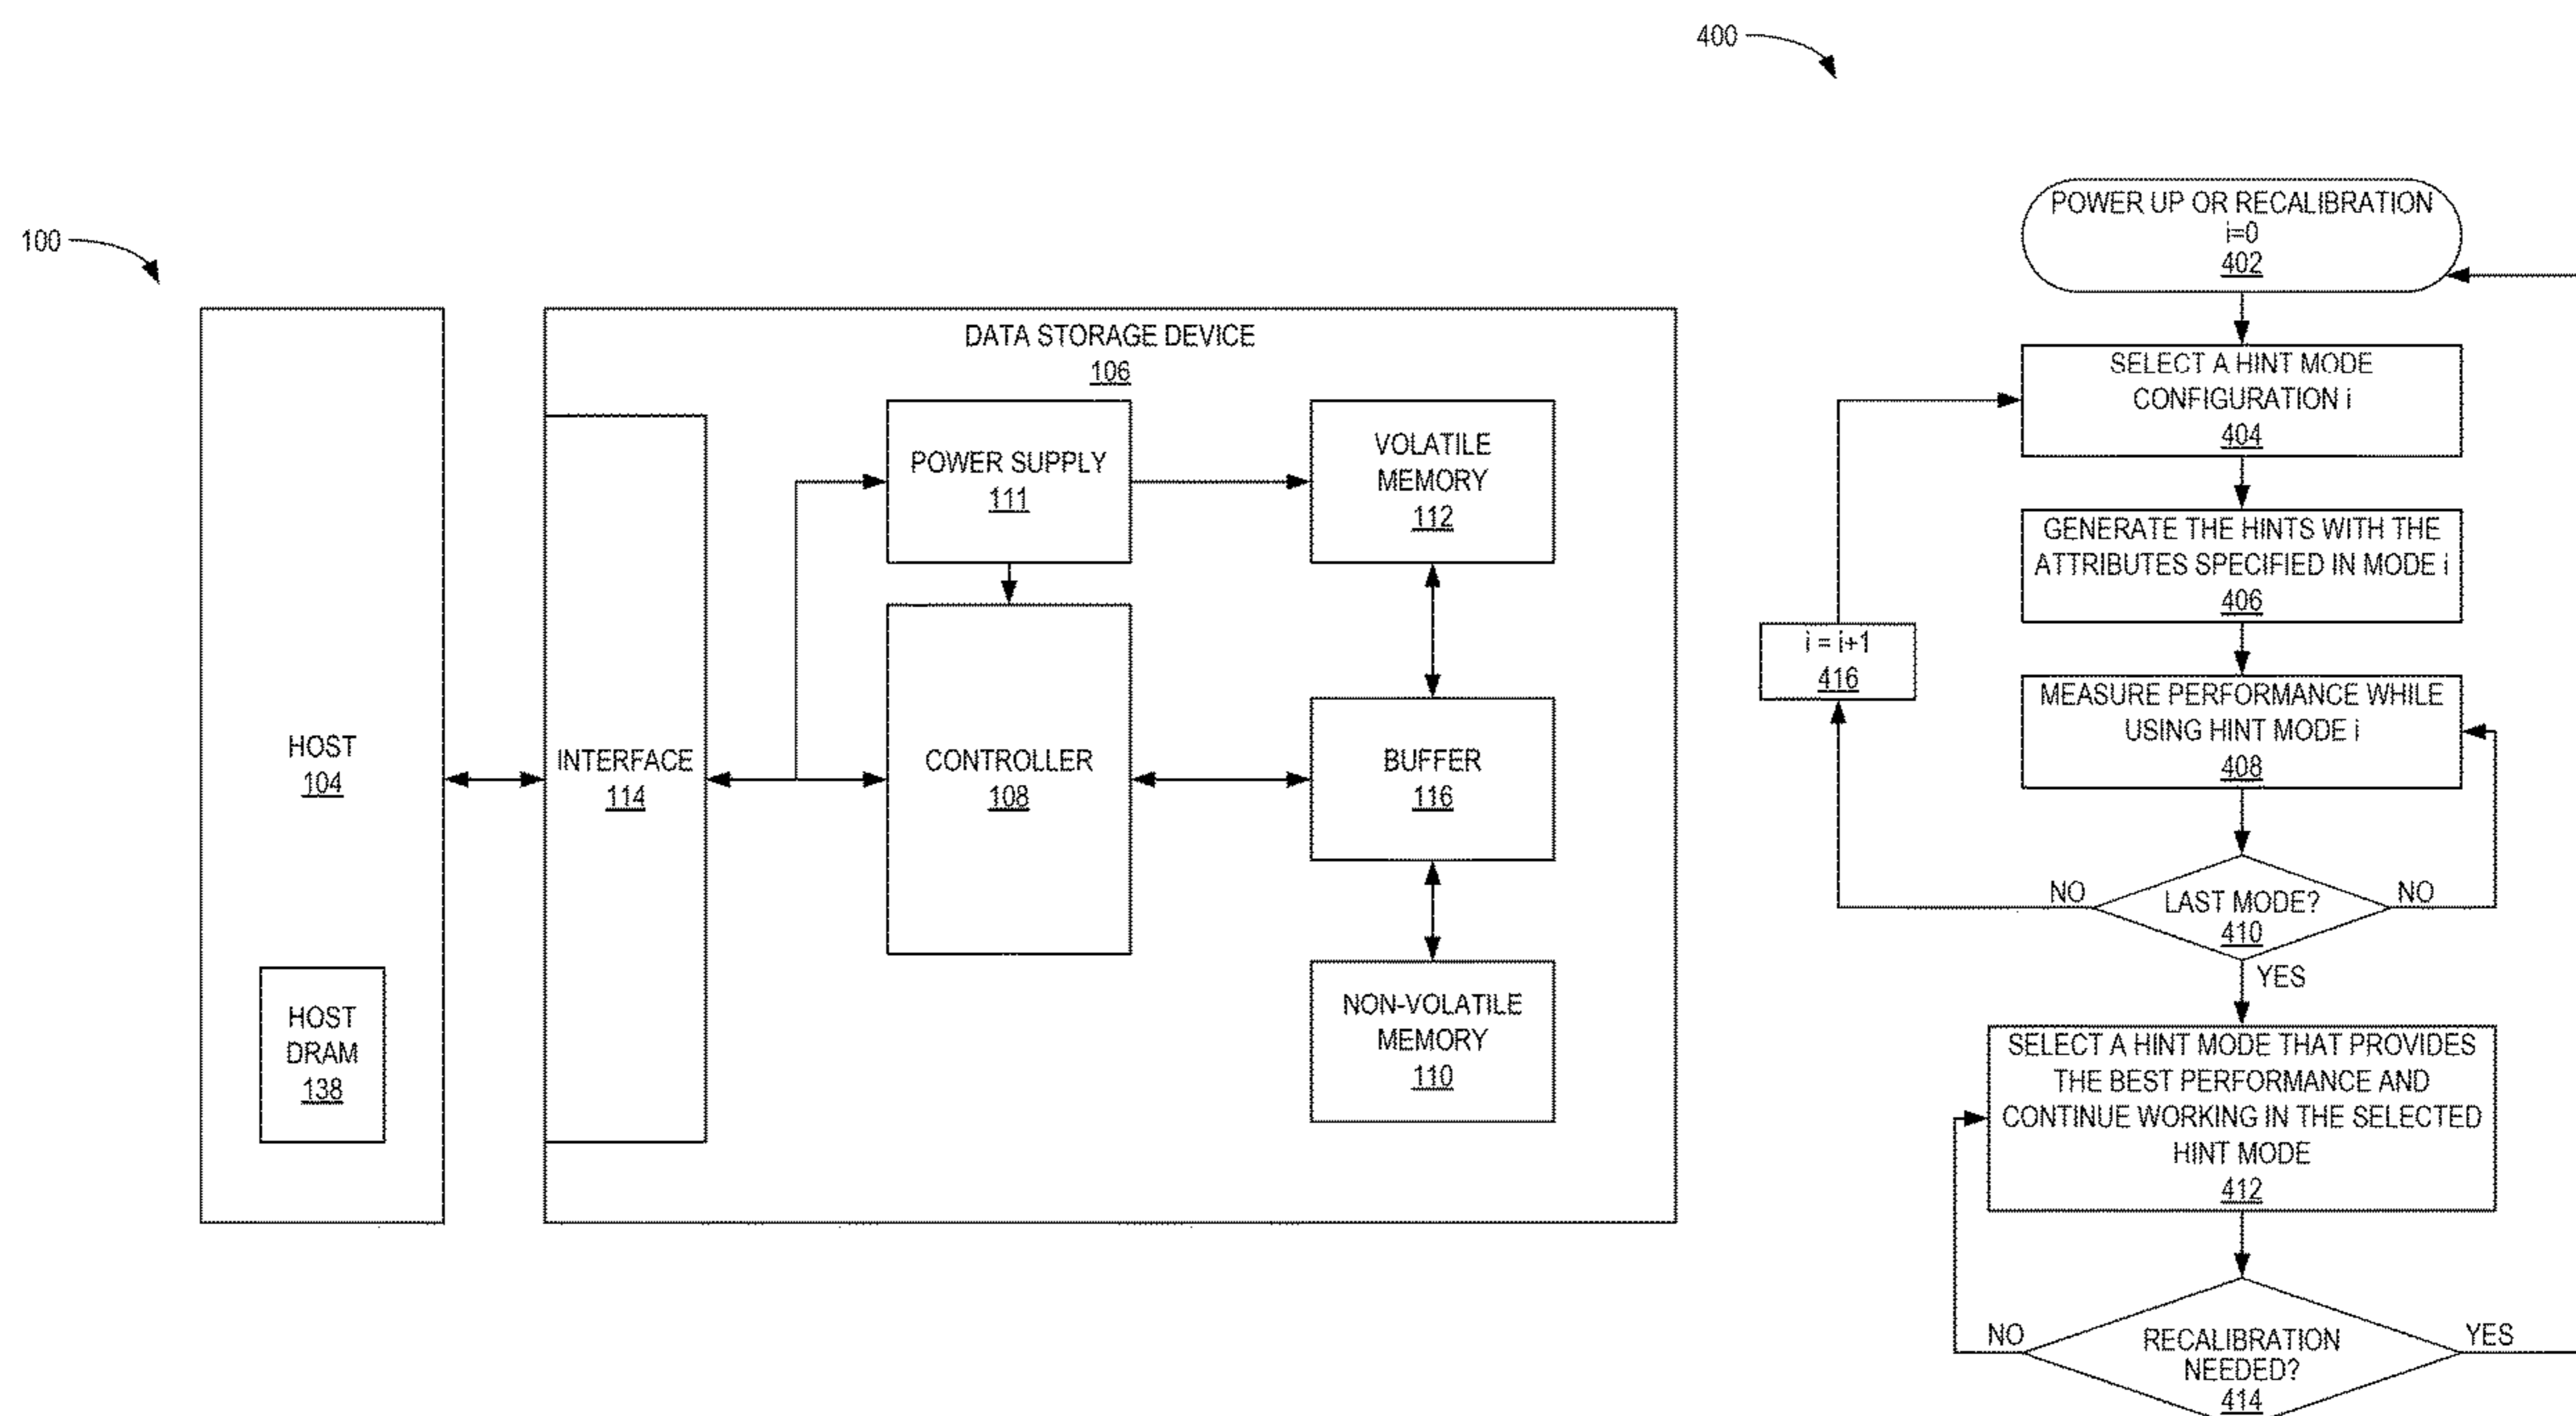 100
HOST
104
HOST
DRAM
138
DATA STORAGE DEVICE
106
INTERFACE
114
POWER SUPPLY
111
VOLATILE
MEMORY
112
CONTROLLER
108
BUFFER
116
NON-VOLATILE
MEMORY
110
400
POWER UP OR RECALIBRATION
i=0
402
SELECT A HINT MODE
CONFIGURATION i
404
GENERATE THE HINTS WITH THE
ATTRIBUTES SPECIFIED IN MODE i
406
i = i+1
416
MEASURE PERFORMANCE WHILE
USING HINT MODE i
408
NO
LAST MODE?
410
NO
YES
SELECT A HINT MODE THAT PROVIDES
THE BEST PERFORMANCE AND
CONTINUE WORKING IN THE SELECTED
HINT MODE
412
NO
RECALIBRATION
NEEDED?
414
YES